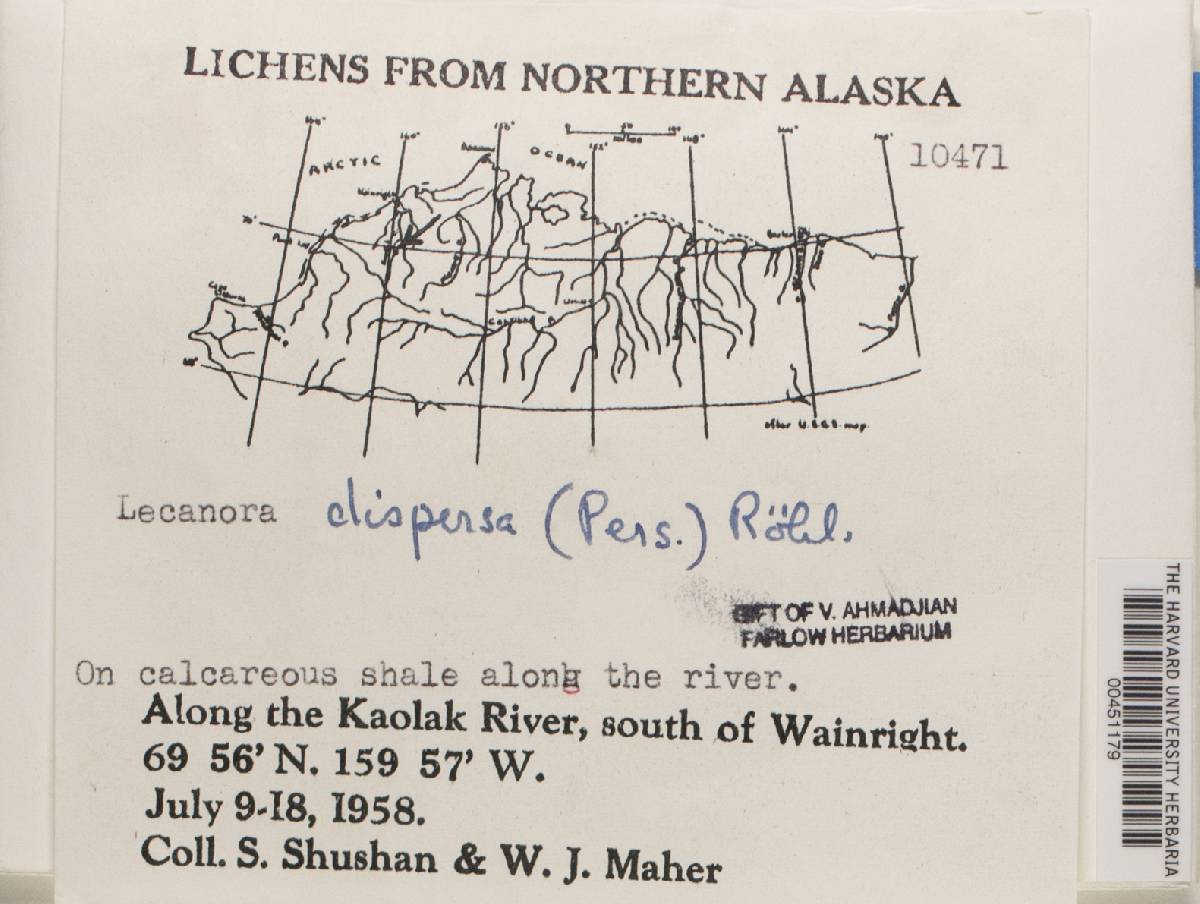 LICHENS FROM NORTHERN ALASKA
10471
ARCTIC
OCEAN
after U.S.G.S. map.
Lecanora dispersa (Pers.) Röhl.
GIFT OF V. AHMADJIAN
FARLOW HERBARIUM
On calcareous shale along the river.
Along the Kaolak River, south of Wainright.
69 56' N. 159 57' W.
July 9-18, 1958.
Coll. S. Shushan & W. J. Maher
THE HARVARD UNIVERSITY HERBARIA
00451179